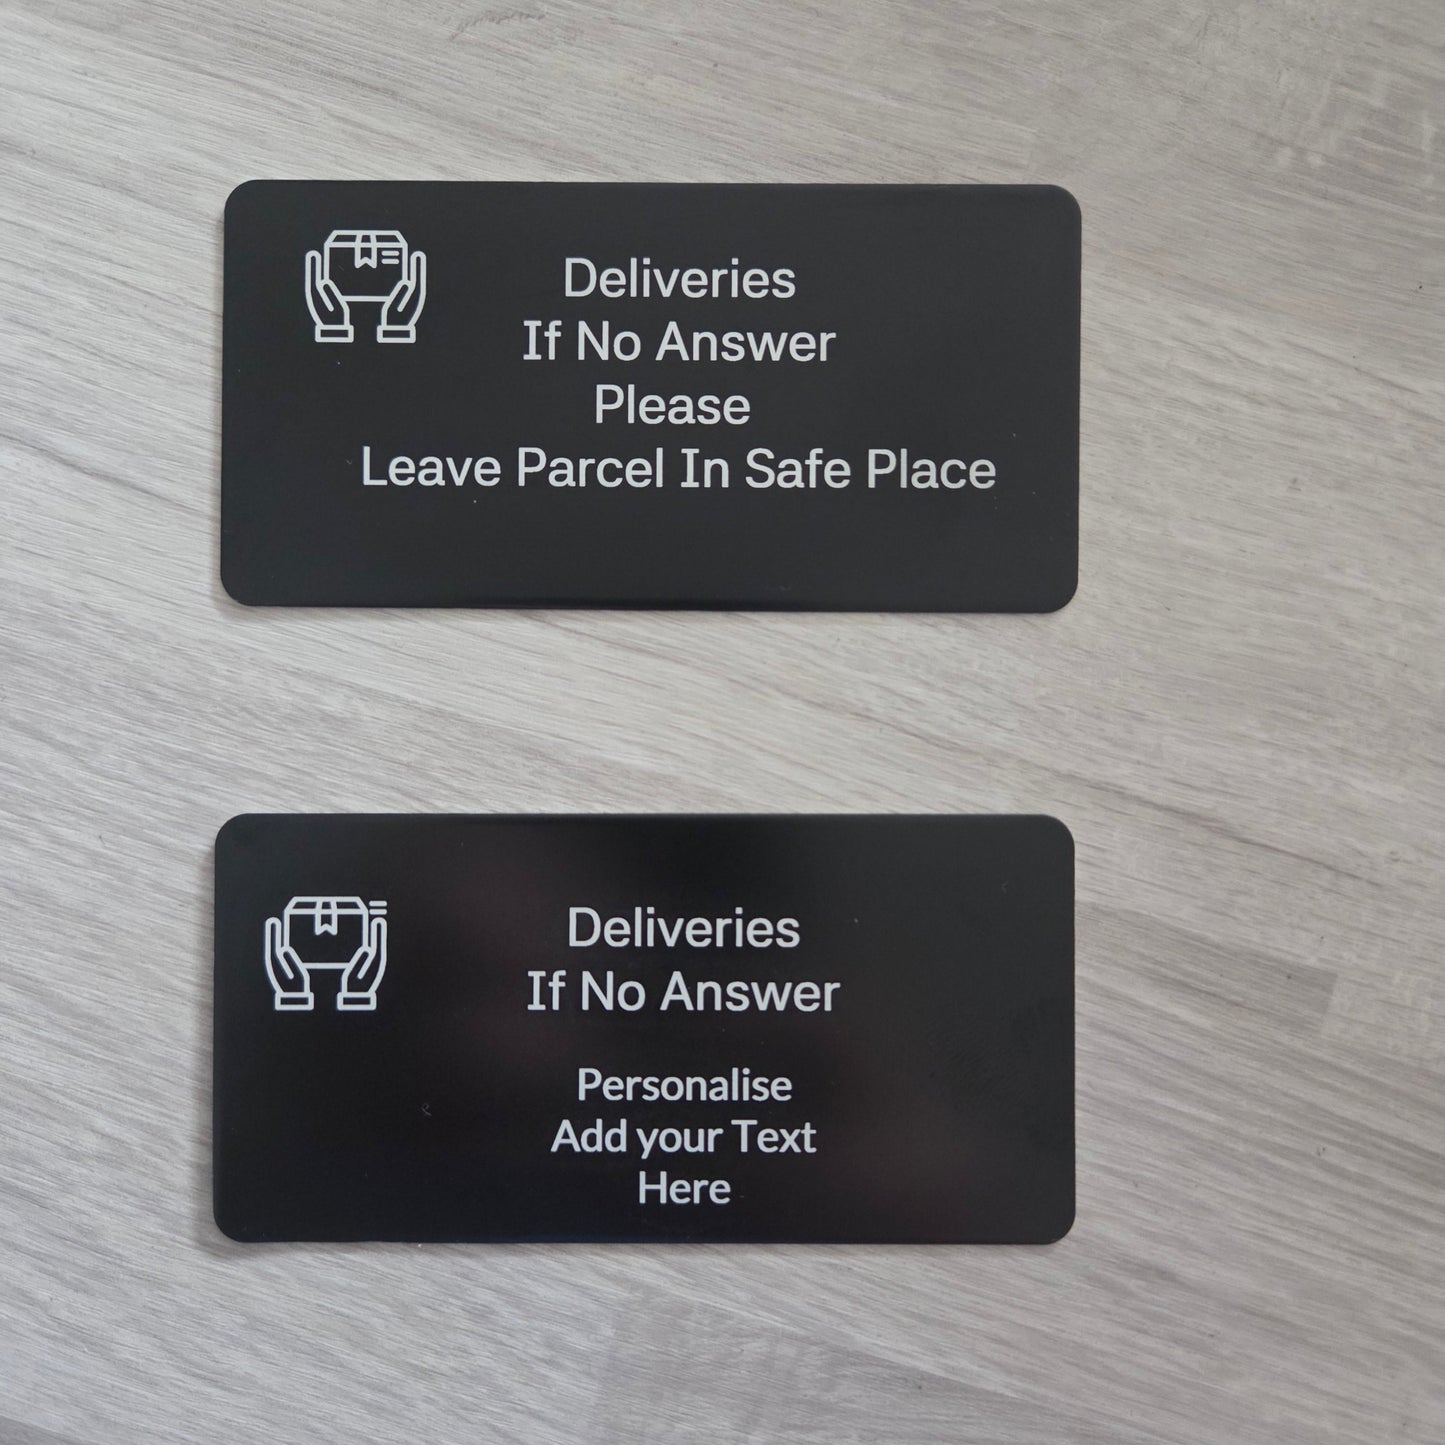 Deliveries
If No Answer
Please
Leave Parcel In Safe Place
Deliveries
If No Answer
Personalise
Add your Text
Here